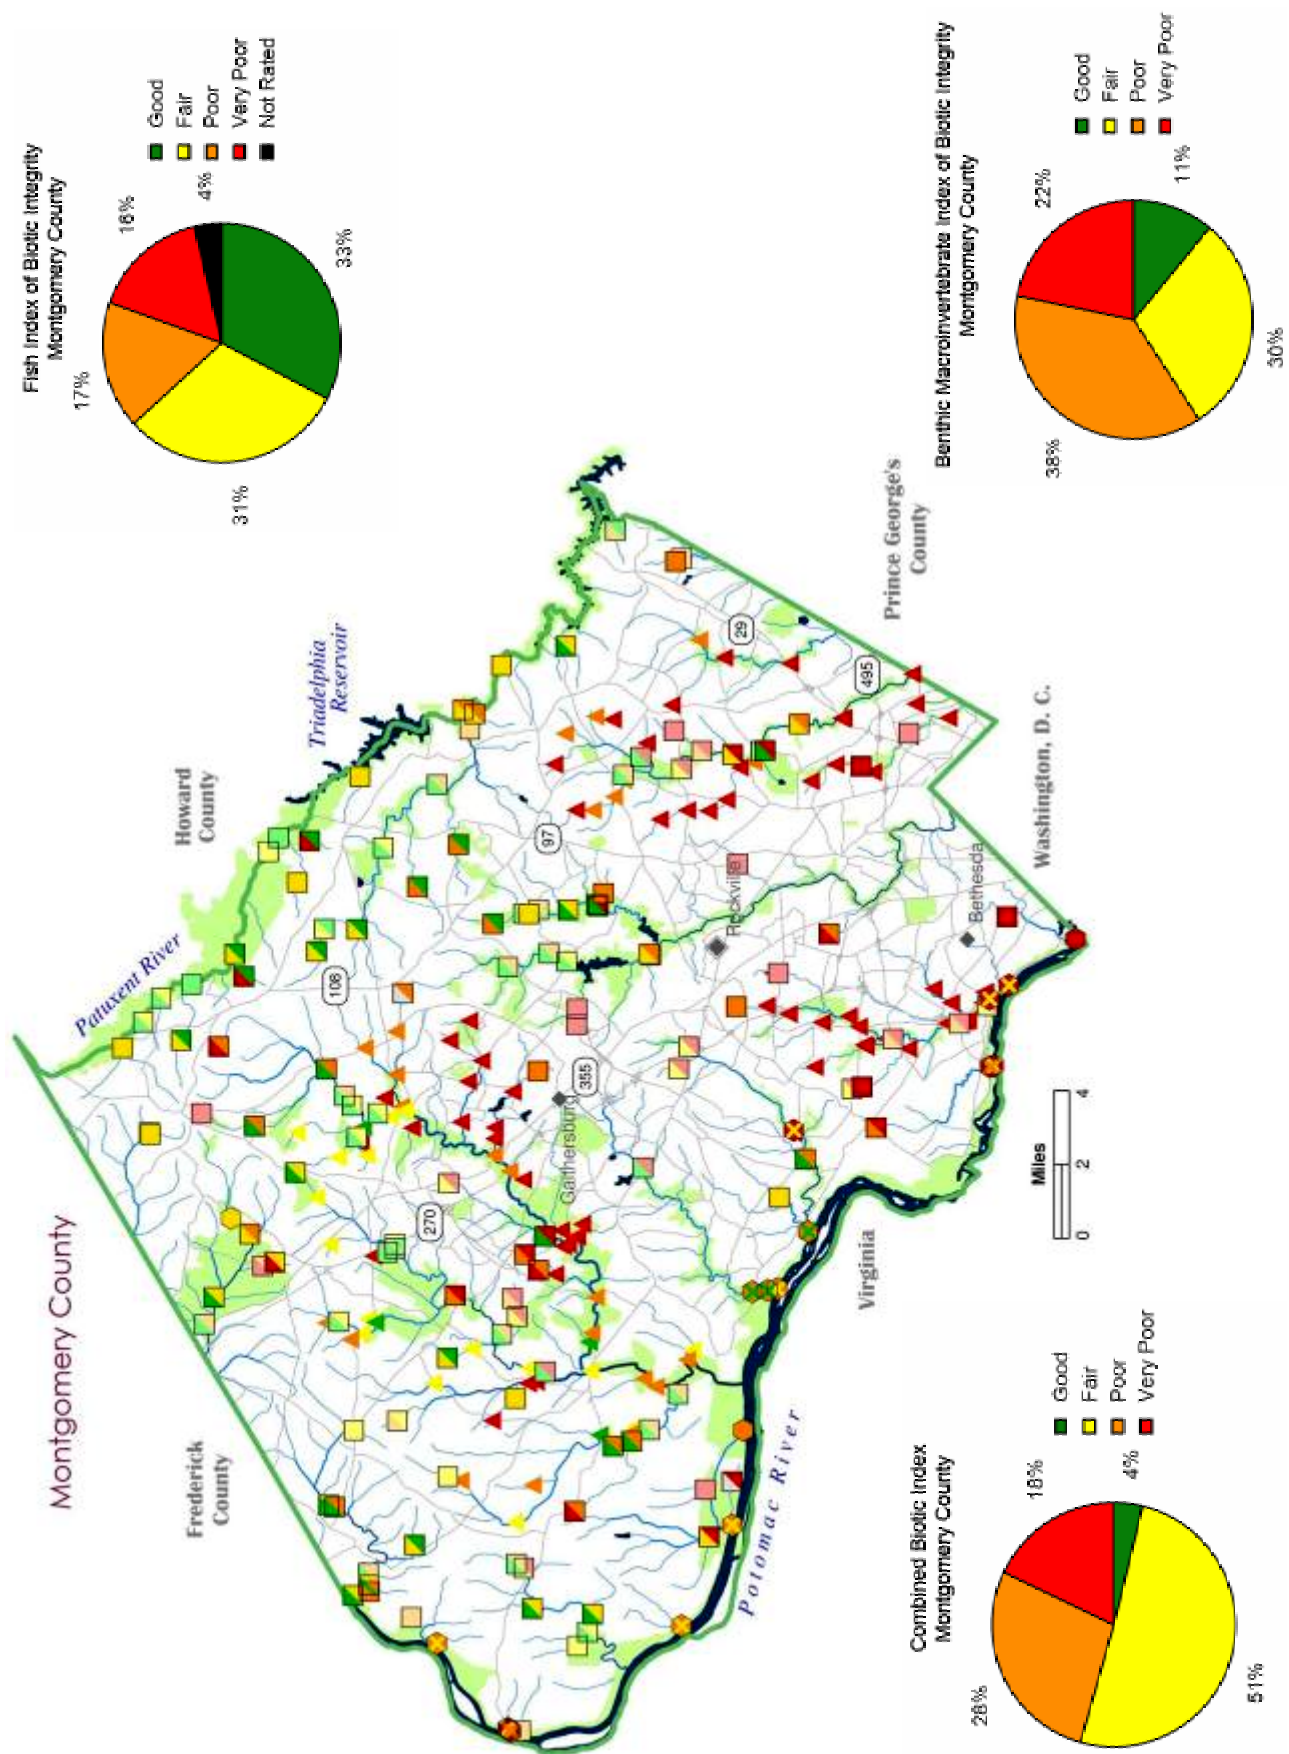 Montgomery County
Frederick
County
Howard
County
Patuxent River
Triadelphia
Reservoir
Prince George's
County
Washington, D. C.
Virginia
Potomac River
Gaithersburg
Rockville
Bethesda
108
97
29
495
270
355
Miles
0
2
4
Fish Index of Biotic Integrity
Montgomery County
17%
16%
4%
33%
31%
Good
Fair
Poor
Very Poor
Not Rated
Combined Biotic Index
Montgomery County
28%
18%
4%
51%
Good
Fair
Poor
Very Poor
Benthic Macroinvertebrate Index of Biotic Integrity
Montgomery County
38%
22%
11%
30%
Good
Fair
Poor
Very Poor